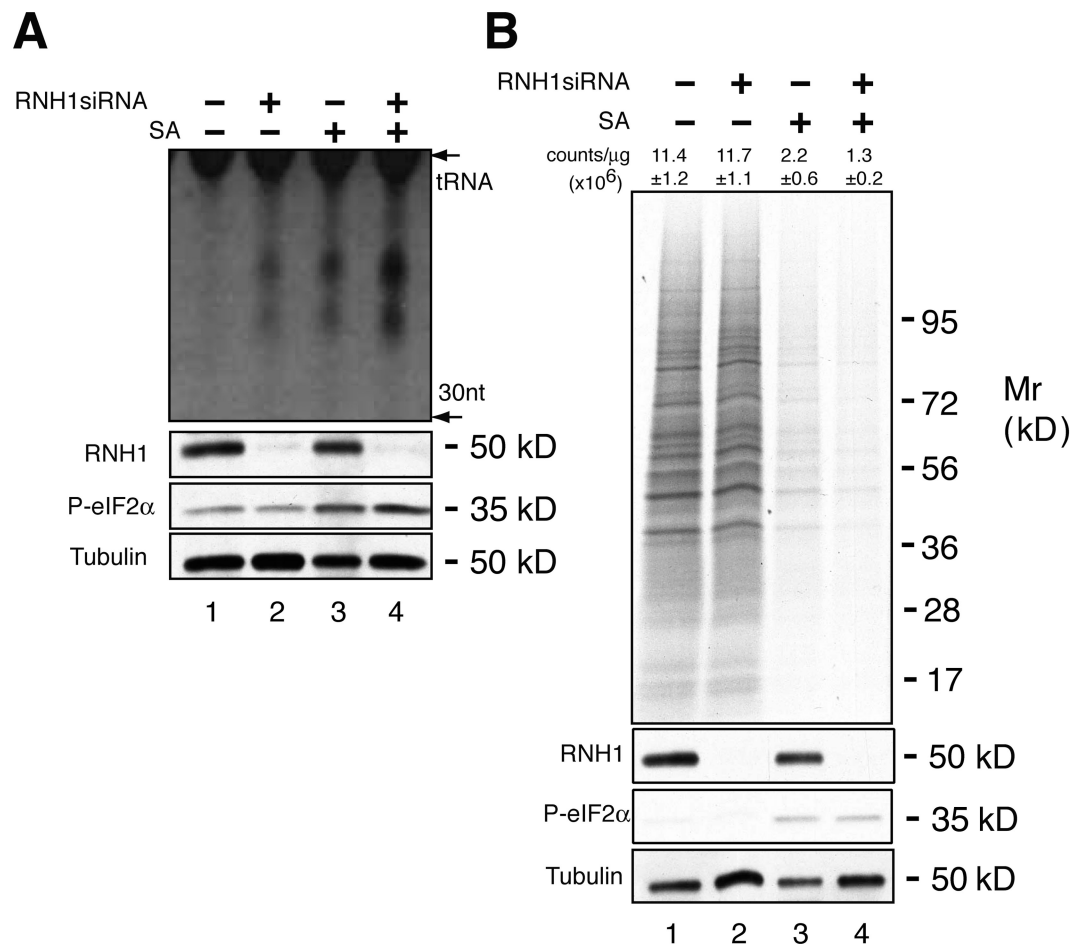 A
RNH1siRNA − + − +
SA − − + +
tRNA
30nt
RNH1 - 50 kD
P-eIF2α - 35 kD
Tubulin - 50 kD
1 2 3 4
B
RNH1siRNA − + − +
SA − − + +
counts/μg 11.4 11.7 2.2 1.3
(x10⁶) ±1.2 ±1.1 ±0.6 ±0.2
- 95
- 72
- 56
- 36
- 28
- 17
Mr
(kD)
RNH1 - 50 kD
P-eIF2α - 35 kD
Tubulin - 50 kD
1 2 3 4